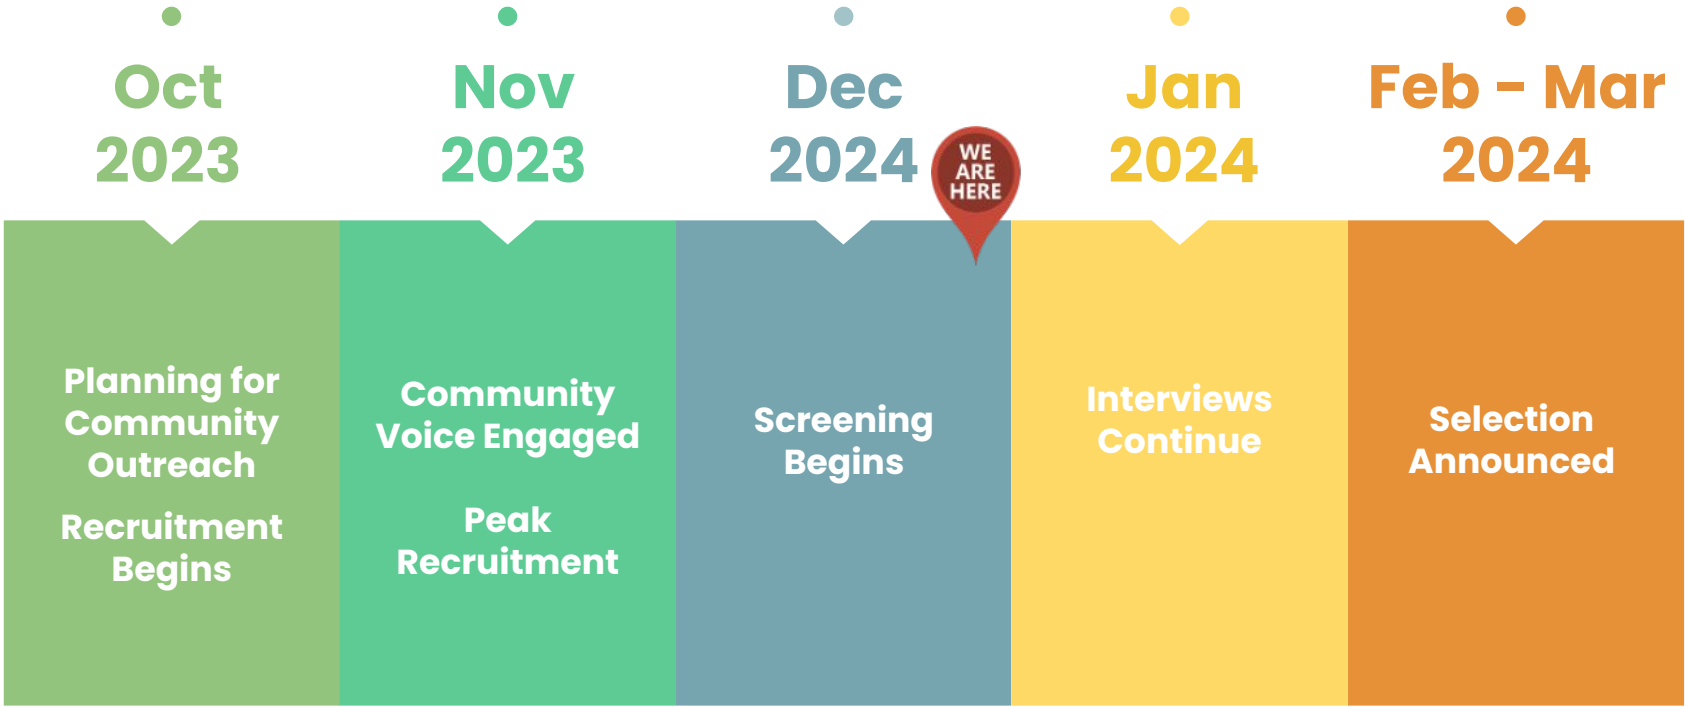 Oct
2023
Nov
2023
Dec
2024
WE
ARE
HERE
Jan
2024
Feb - Mar
2024
Planning for
Community
Outreach
Recruitment
Begins
Community
Voice Engaged
Peak
Recruitment
Screening
Begins
Interviews
Continue
Selection
Announced